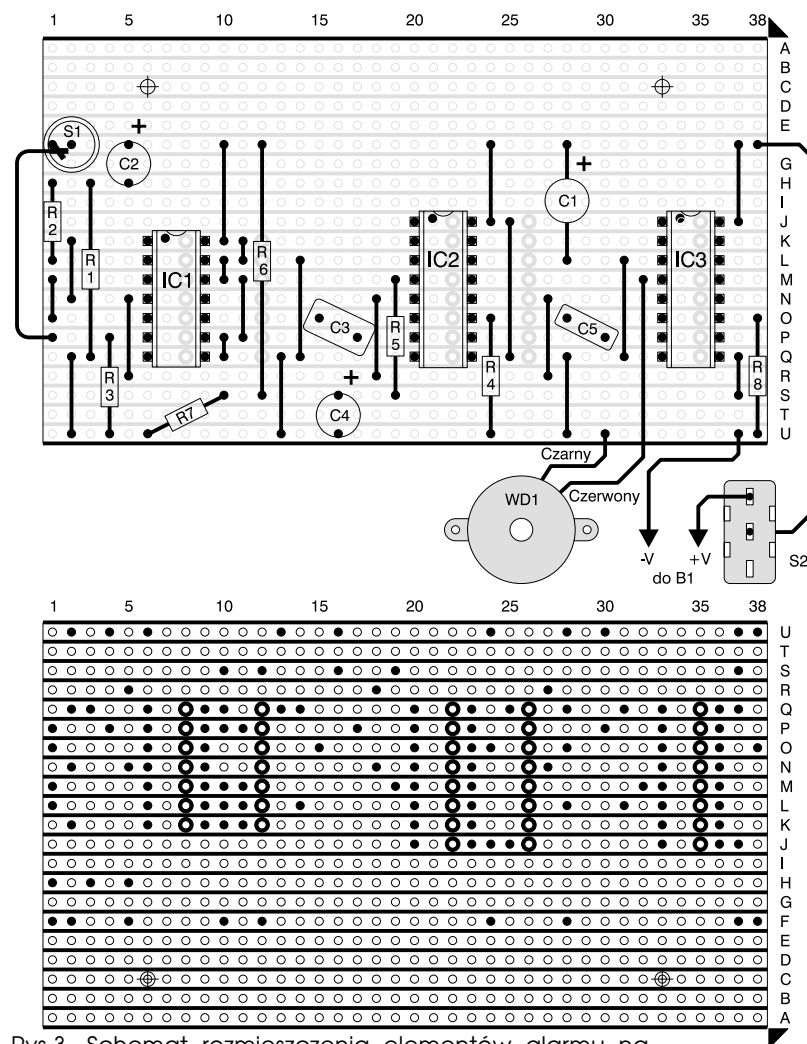 1 5 10 15 20 25 30 35 38
A
B
C
D
E
G
H
I
J
K
L
M
N
O
P
Q
R
S
T
U
S1
+
C2
R2
R1
R3
IC1
R6
R7
C3
+
C4
R5
IC2
R4
+
C1
C5
IC3
R8
Czarny
Czerwony
WD1
-V +V
do B1
S2
1 5 10 15 20 25 30 35 38
U
T
S
R
Q
P
O
N
M
L
K
J
I
H
G
F
E
D
C
B
A
Rys.3. Schemat rozmieszczenia elementów alarmu na